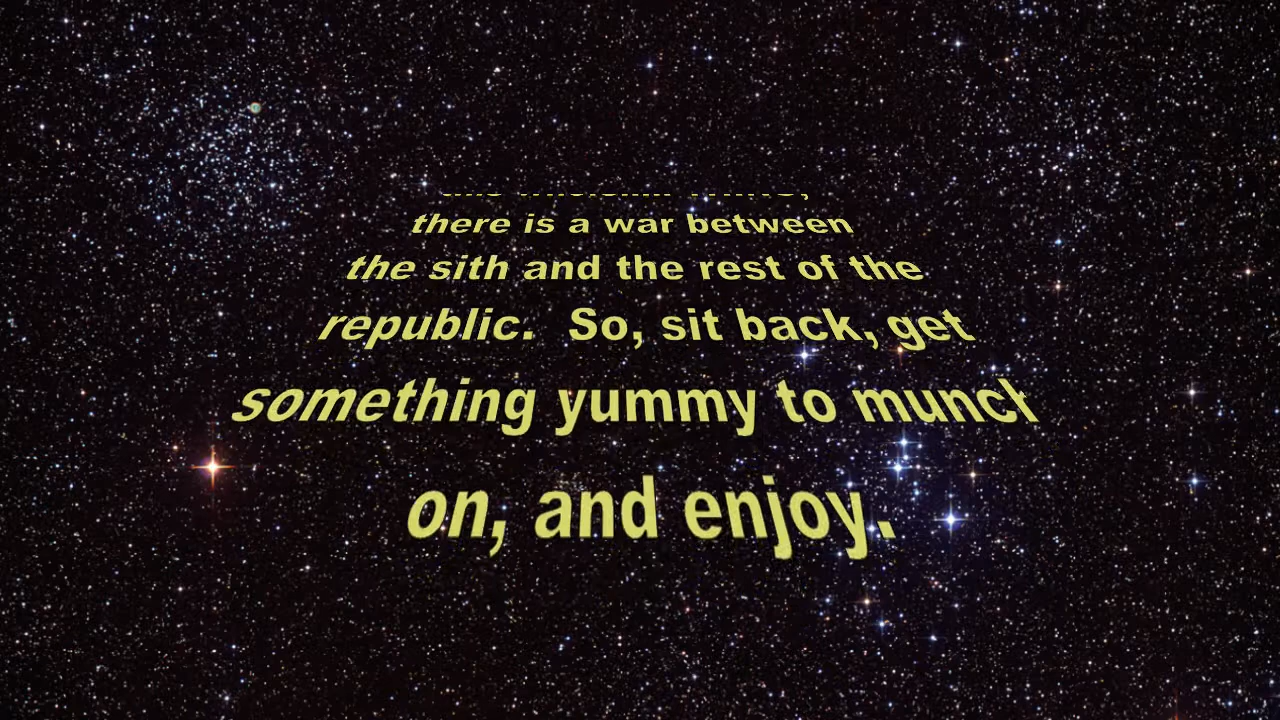 there is a war between
the sith and the rest of the
republic.  So, sit back, get
something yummy to munch
on, and enjoy.